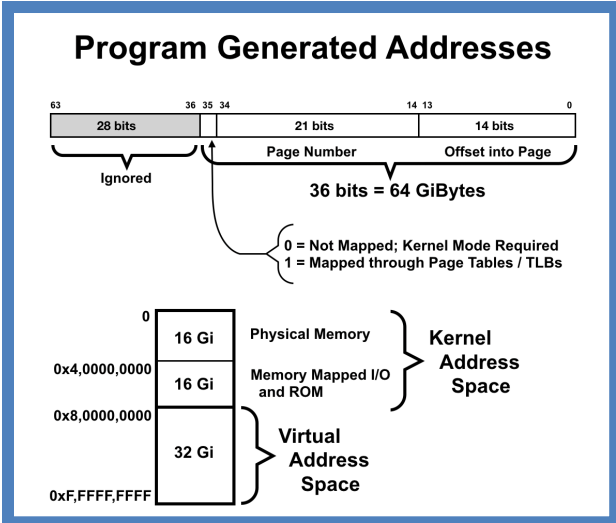 Program Generated Addresses
63 36 35 34 14 13 0
28 bits 21 bits 14 bits
Page Number Offset into Page
Ignored
36 bits = 64 GiBytes
0 = Not Mapped; Kernel Mode Required
1 = Mapped through Page Tables / TLBs
0
16 Gi
Physical Memory
Kernel
Address
Space
0x4,0000,0000
16 Gi
Memory Mapped I/O
and ROM
0x8,0000,0000
32 Gi
Virtual
Address
Space
0xF,FFFF,FFFF